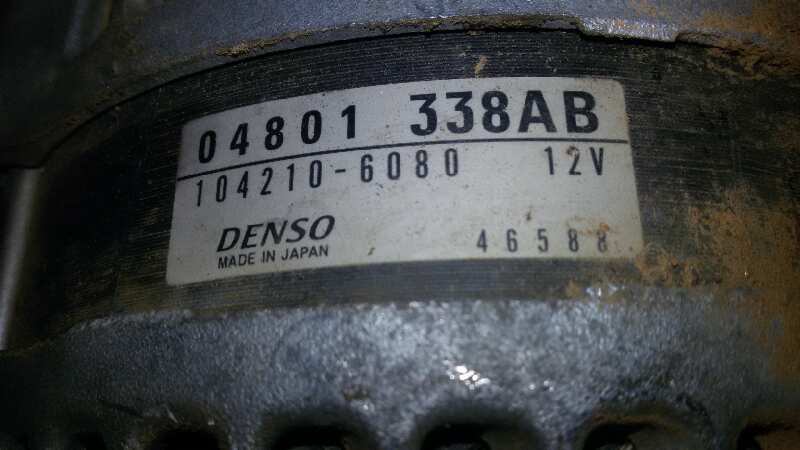 04801 338AB
104210-6080 12V
DENSO 46588
MADE IN JAPAN